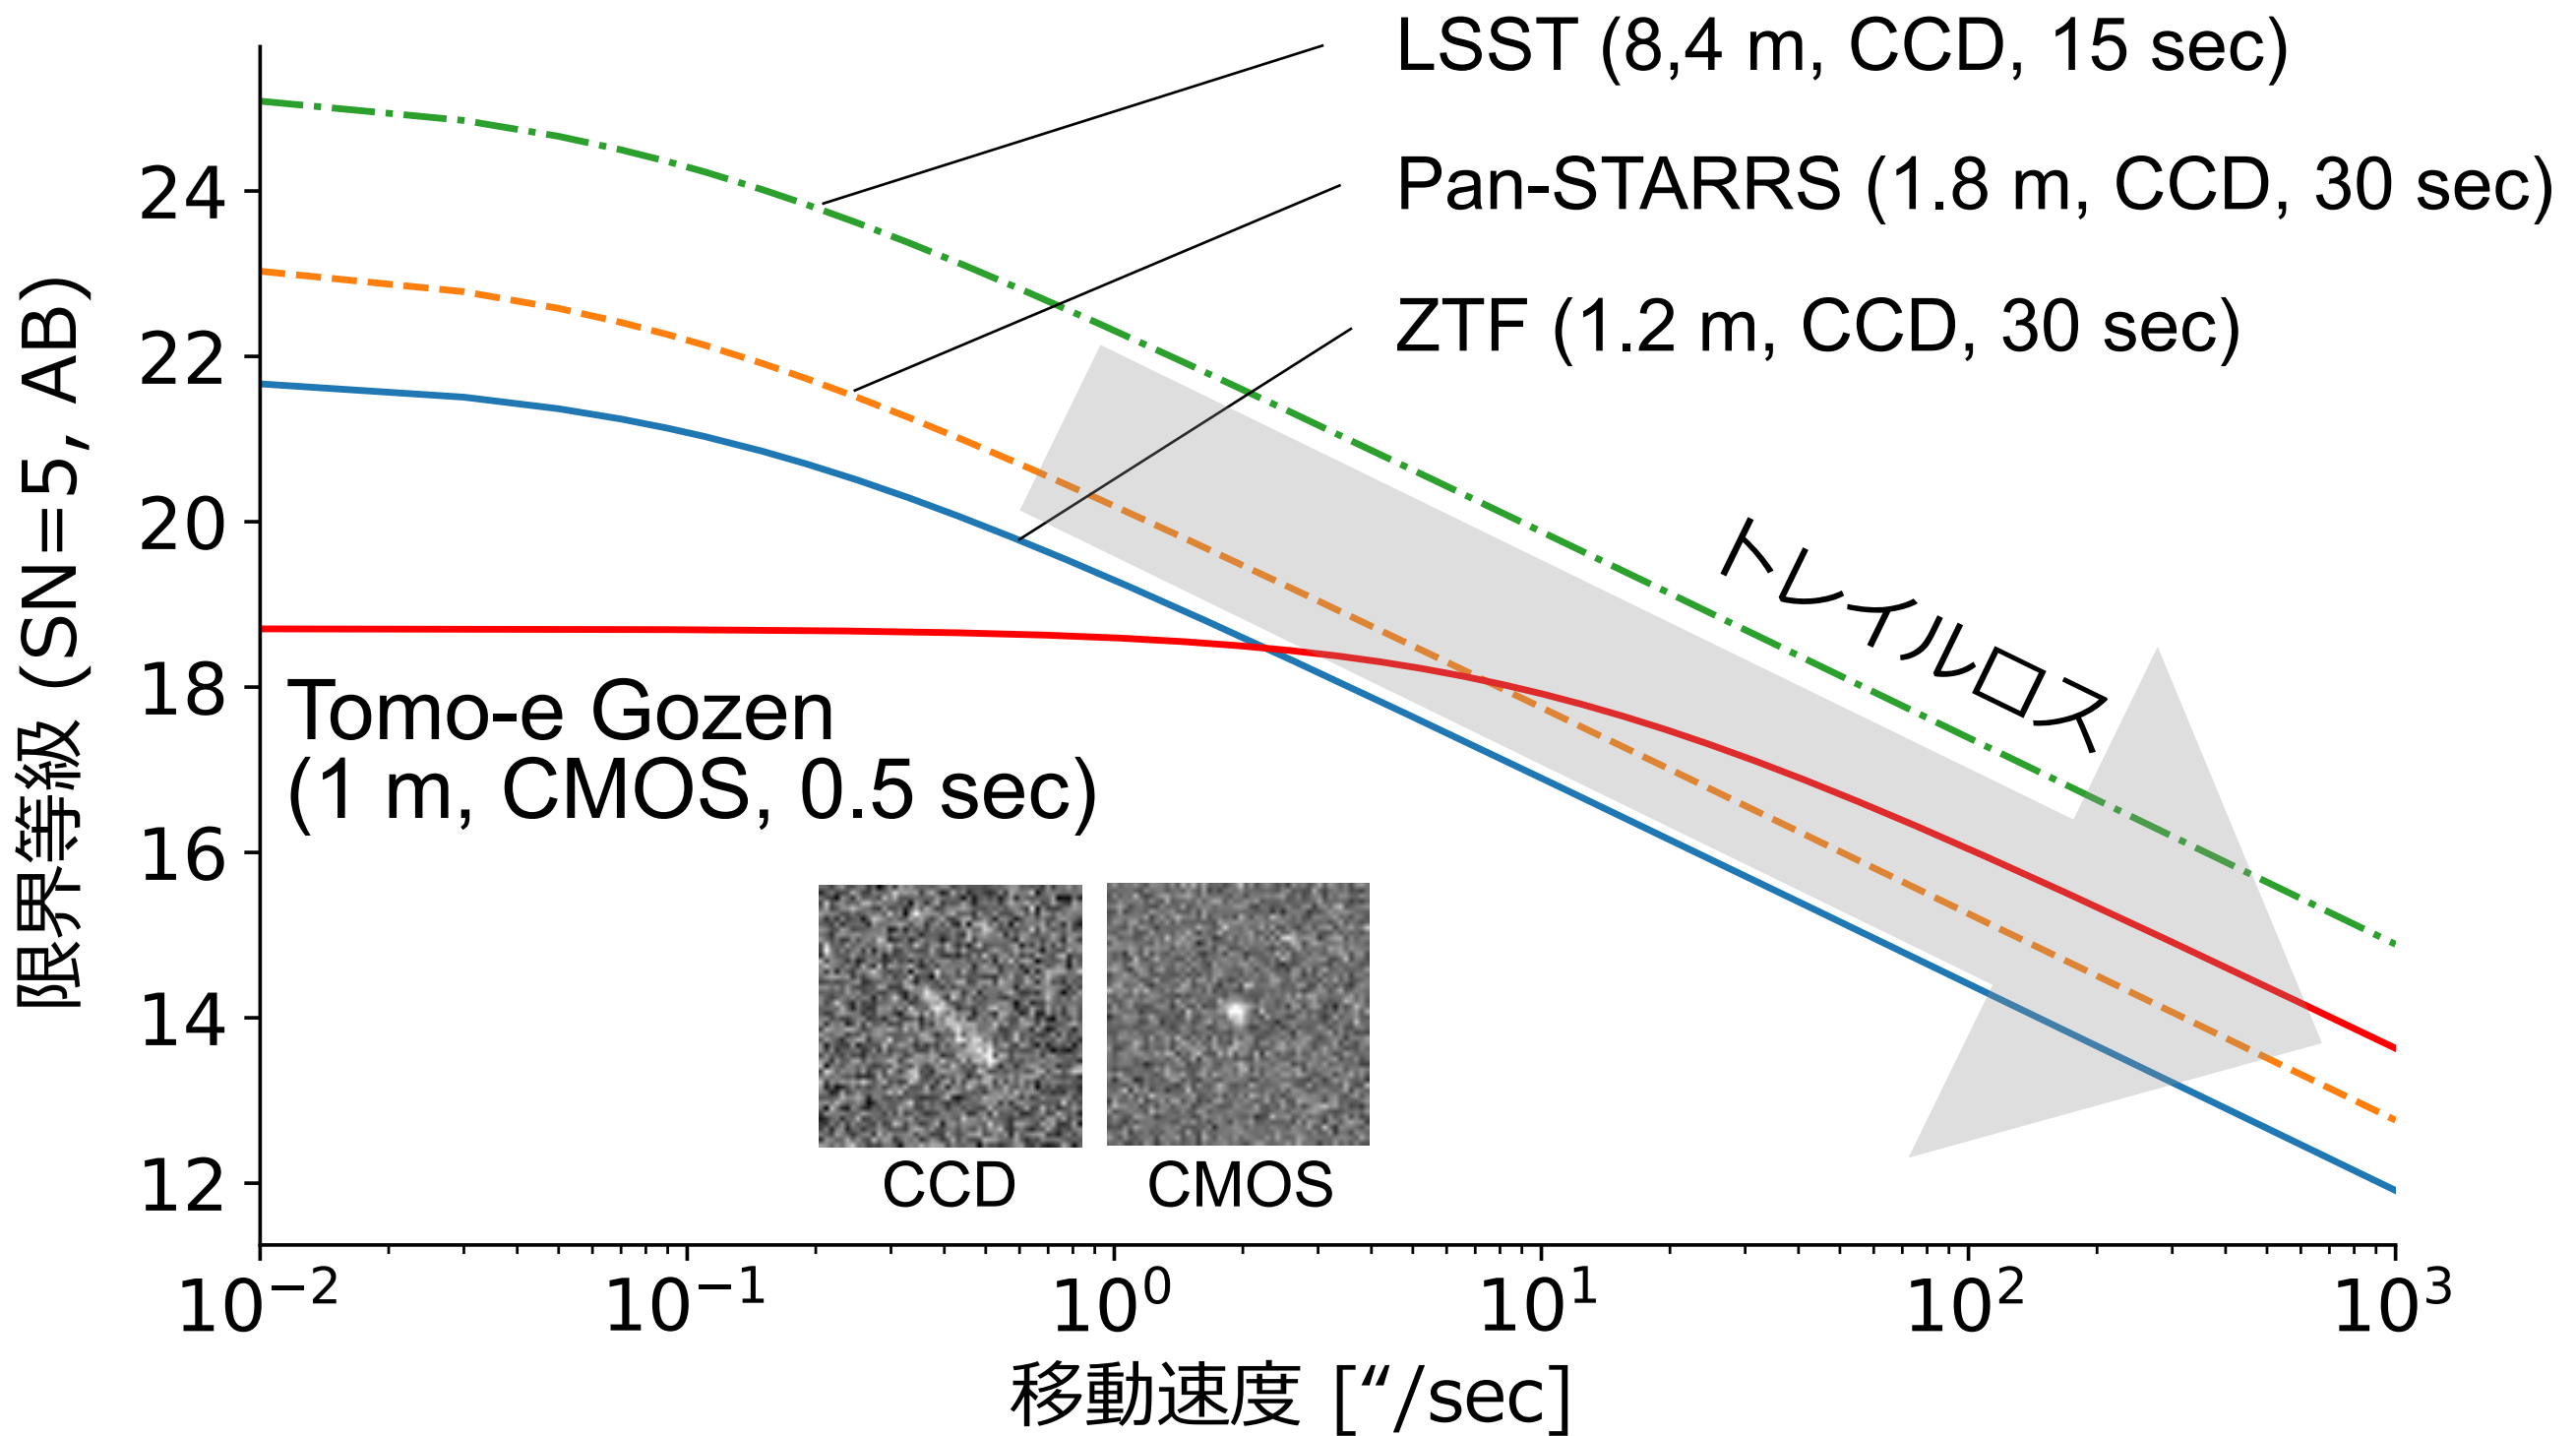 LSST (8,4 m, CCD, 15 sec)
Pan-STARRS (1.8 m, CCD, 30 sec)
ZTF (1.2 m, CCD, 30 sec)
トレイルロス
Tomo-e Gozen
(1 m, CMOS, 0.5 sec)
CCD
CMOS
限界等級 (SN=5, AB)
24
22
20
18
16
14
12
10⁻²
10⁻¹
10⁰
10¹
10²
10³
移動速度 [“/sec]